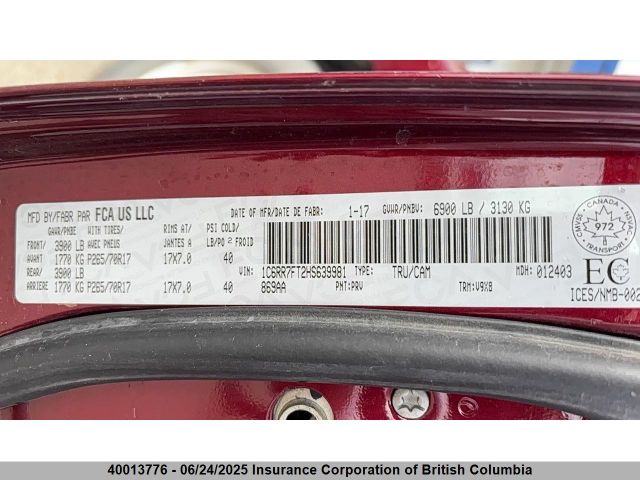 MFD BY/FABR PAR FCA US LLC
DATE OF MFR/DATE DE FABR: 1-17 GVWR/PNBV: 6900 LB / 3130 KG
GAWR/PNBE WITH TIRES/ RIMS AT/ PSI COLD/
FRONT/ 3900 LB AVEC PNEUS JANTES A LB/PO² FROID
AVANT 1770 KG P265/70R17 17X7.0 40
VIN: 1C6RR7FT2HS639981 TYPE: TRU/CAM MDH: 012403
REAR/ 3900 LB
ARRIERE 1770 KG P265/70R17 17X7.0 40
869AA PNT: PRV TRM: V9X8
CANADA
CMVSS 972 NSVAC
TRANSPORT
EC
ICES/NMB-002
40013776 - 06/24/2025 Insurance Corporation of British Columbia